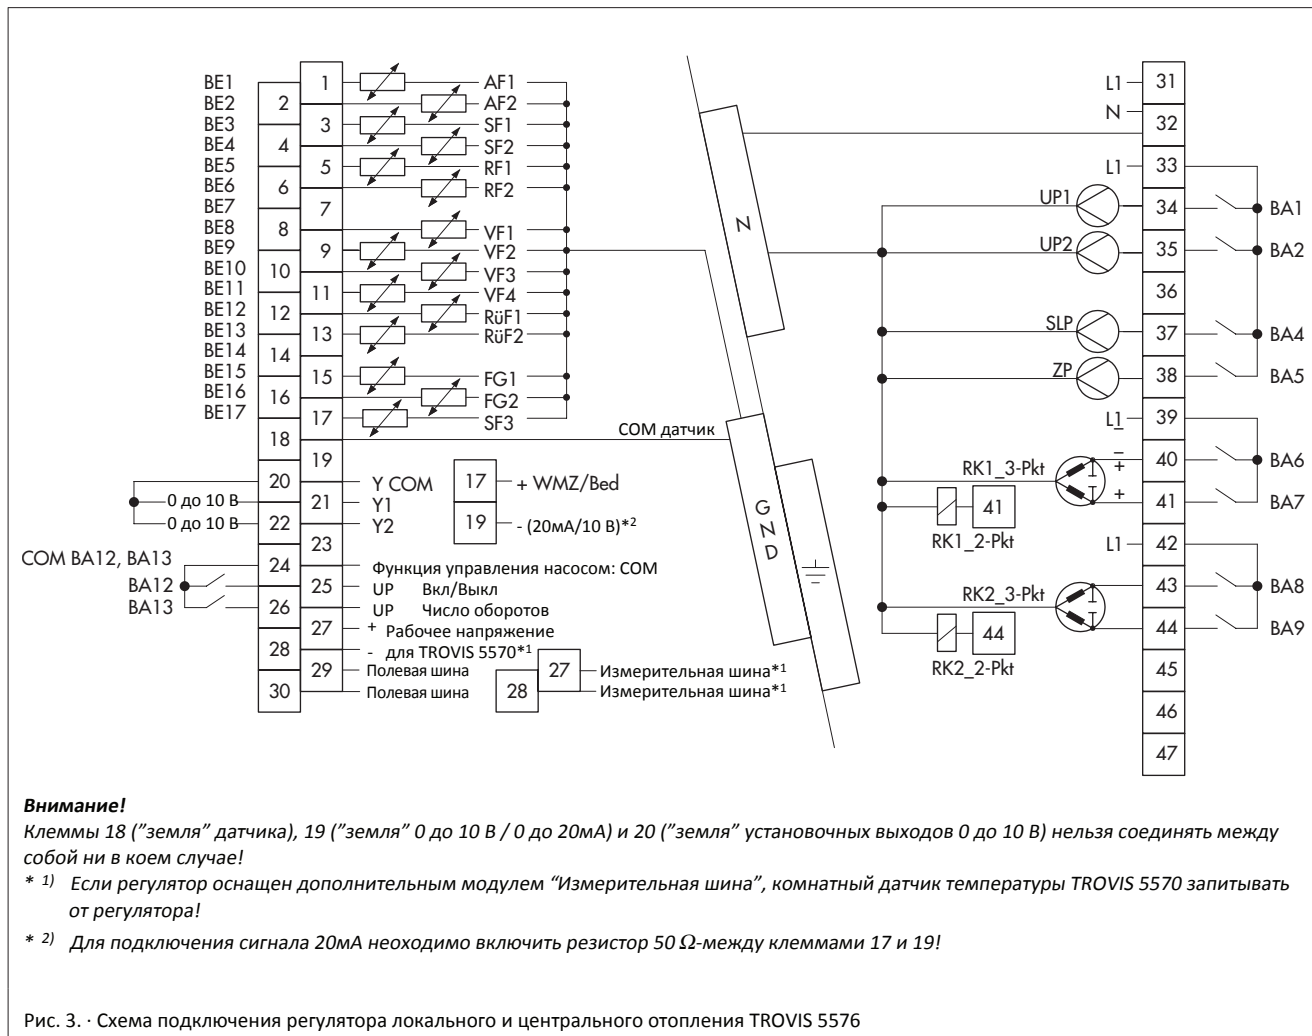 BE1 1 AF1
BE2 2 AF2
BE3 3 SF1
BE4 4 SF2
BE5 5 RF1
BE6 6 RF2
BE7 7
BE8 8 VF1
BE9 9 VF2
BE10 10 VF3
BE11 11 VF4
BE12 12 RüF1
BE13 13 RüF2
BE14 14
BE15 15 FG1
BE16 16 FG2
BE17 17 SF3
18 COM датчик
19
20 Y COM
0 до 10 В 21 Y1
0 до 10 В 22 Y2
17 + WMZ/Bed
19 - (20мА/10 В)*2
23
COM BA12, BA13 24 Функция управления насосом: COM
BA12 25 UP Вкл/Выкл
BA13 26 UP Число оборотов
27 + Рабочее напряжение
28 - для TROVIS 5570*1
29 Полевая шина
30 Полевая шина
27 Измерительная шина*1
28 Измерительная шина*1
N
GND
L1 31
N 32
L1 33
UP1 34 BA1
UP2 35 BA2
36
SLP 37 BA4
ZP 38 BA5
L1 39
RK1_3-Pkt − + 40 BA6
+ 41 BA7
41
RK1_2-Pkt
L1 42
RK2_3-Pkt 43 BA8
44 BA9
44
RK2_2-Pkt
45
46
47
Внимание!
Клеммы 18 (”земля” датчика), 19 (”земля” 0 до 10 В / 0 до 20мА) и 20 (”земля” установочных выходов 0 до 10 В) нельзя соединять между
собой ни в коем случае!
* 1) Если регулятор оснащен дополнительным модулем “Измерительная шина”, комнатный датчик температуры TROVIS 5570 запитывать
от регулятора!
* 2) Для подключения сигнала 20мА неоходимо включить резистор 50 Ω-между клеммами 17 и 19!
Рис. 3. · Схема подключения регулятора локального и центрального отопления TROVIS 5576